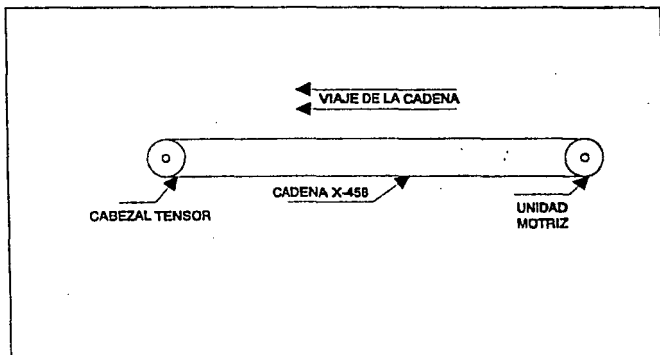 VIAJE DE LA CADENA
CADENA X-458
CABEZAL TENSOR
UNIDAD
MOTRIZ